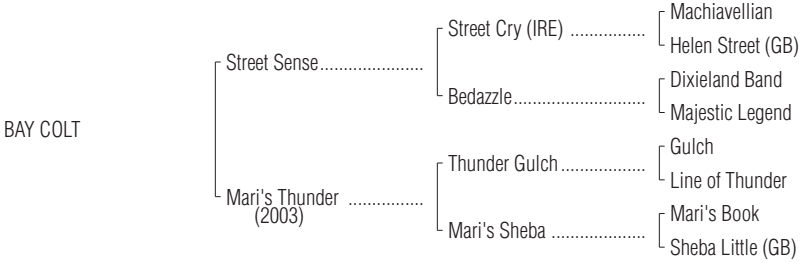 Machiavellian
Street Cry (IRE) ................
Helen Street (GB)
Street Sense......................
Dixieland Band
Bedazzle............................
Majestic Legend
BAY COLT
Gulch
Thunder Gulch ..................
Line of Thunder
Mari's Thunder ................
(2003)
Mari's Book
Mari's Sheba ....................
Sheba Little (GB)